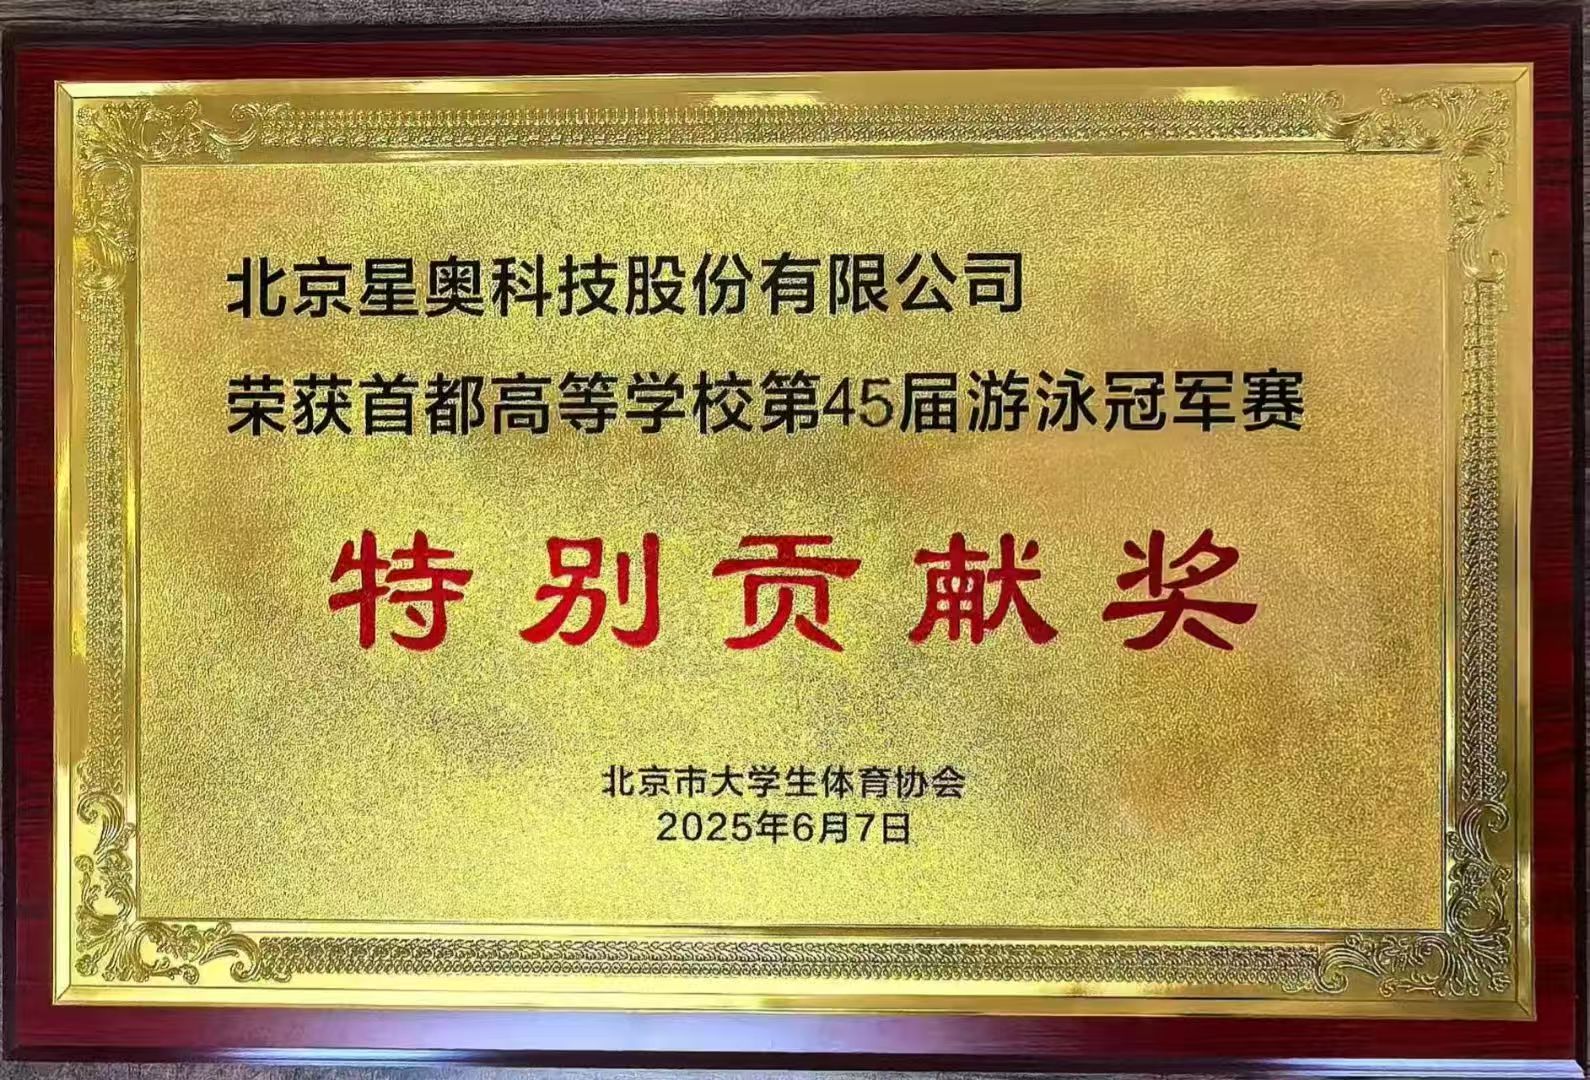 北京星奥科技股份有限公司
荣获首都高等学校第45届游泳冠军赛
特别贡献奖
北京市大学生体育协会
2025年6月7日